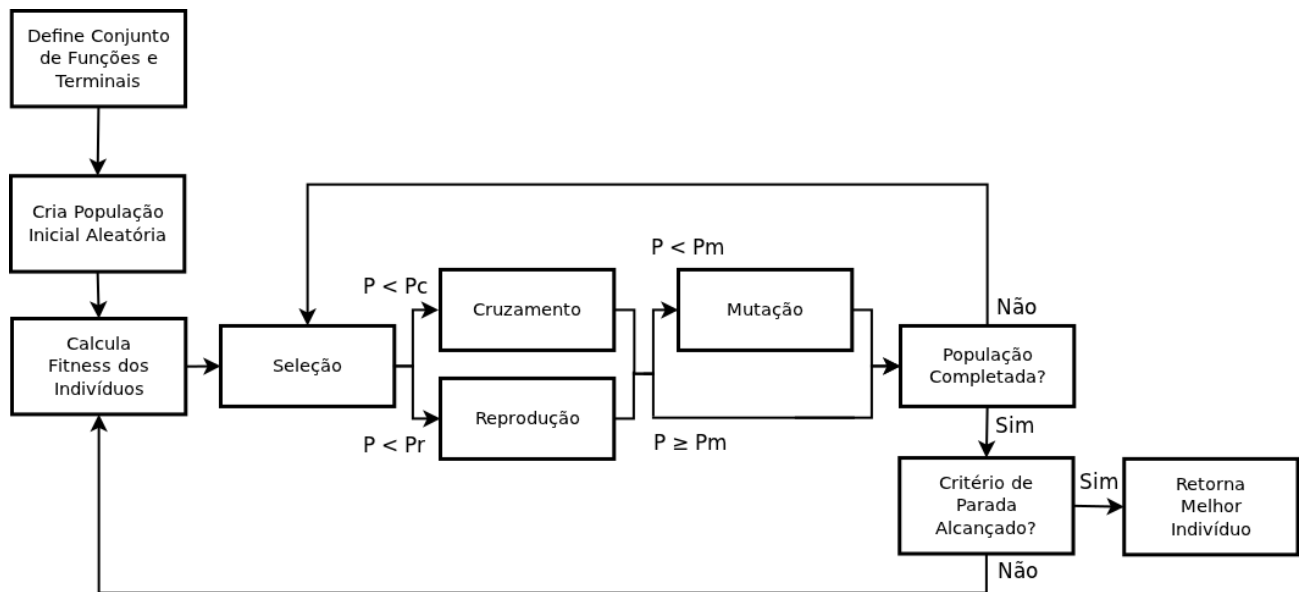 Define Conjunto
de Funções e
Terminais
Cria População
Inicial Aleatória
Calcula
Fitness dos
Indivíduos
Seleção
P < Pc
Cruzamento
P < Pr
Reprodução
P < Pm
Mutação
P ≥ Pm
Não
População
Completada?
Sim
Critério de
Parada
Alcançado?
Sim
Retorna
Melhor
Indivíduo
Não